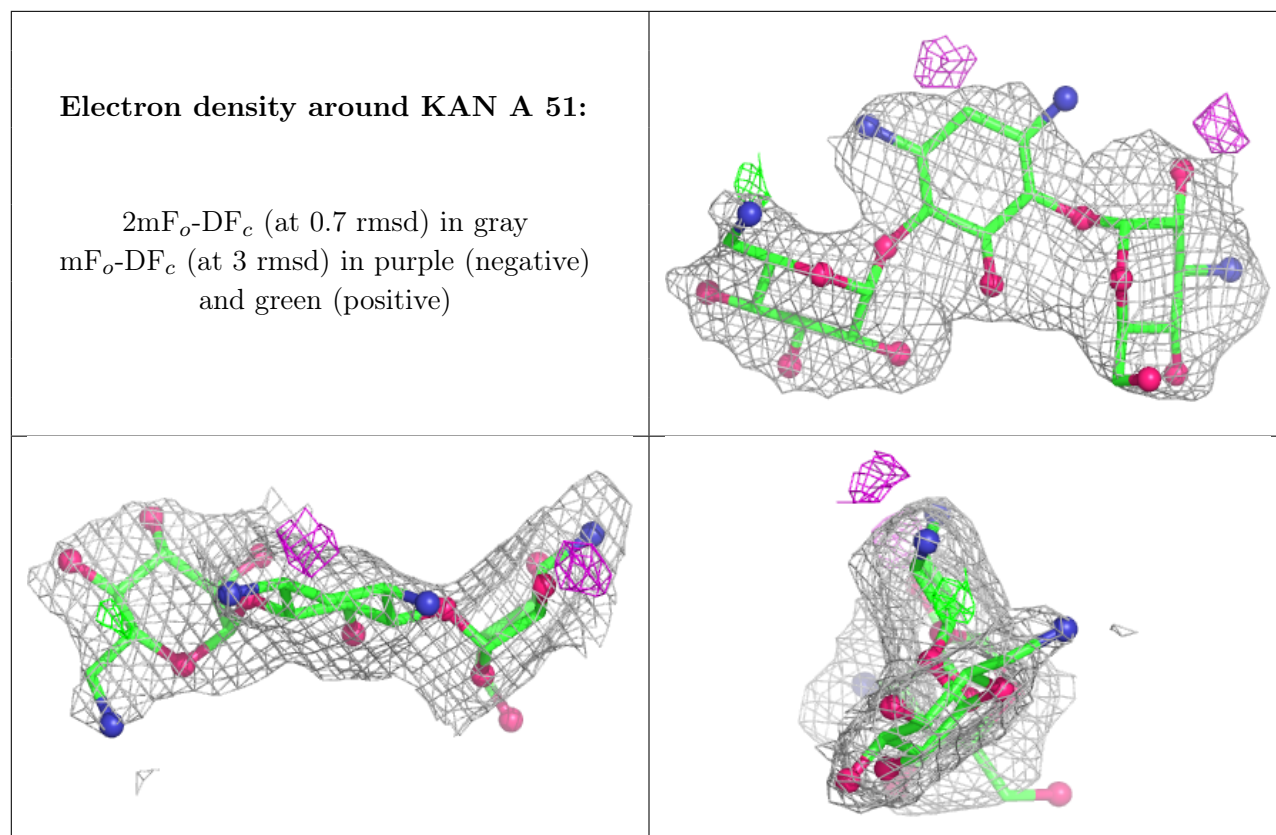 Electron density around KAN A 51:
2mFo-DFc (at 0.7 rmsd) in gray
mFo-DFc (at 3 rmsd) in purple (negative)
and green (positive)